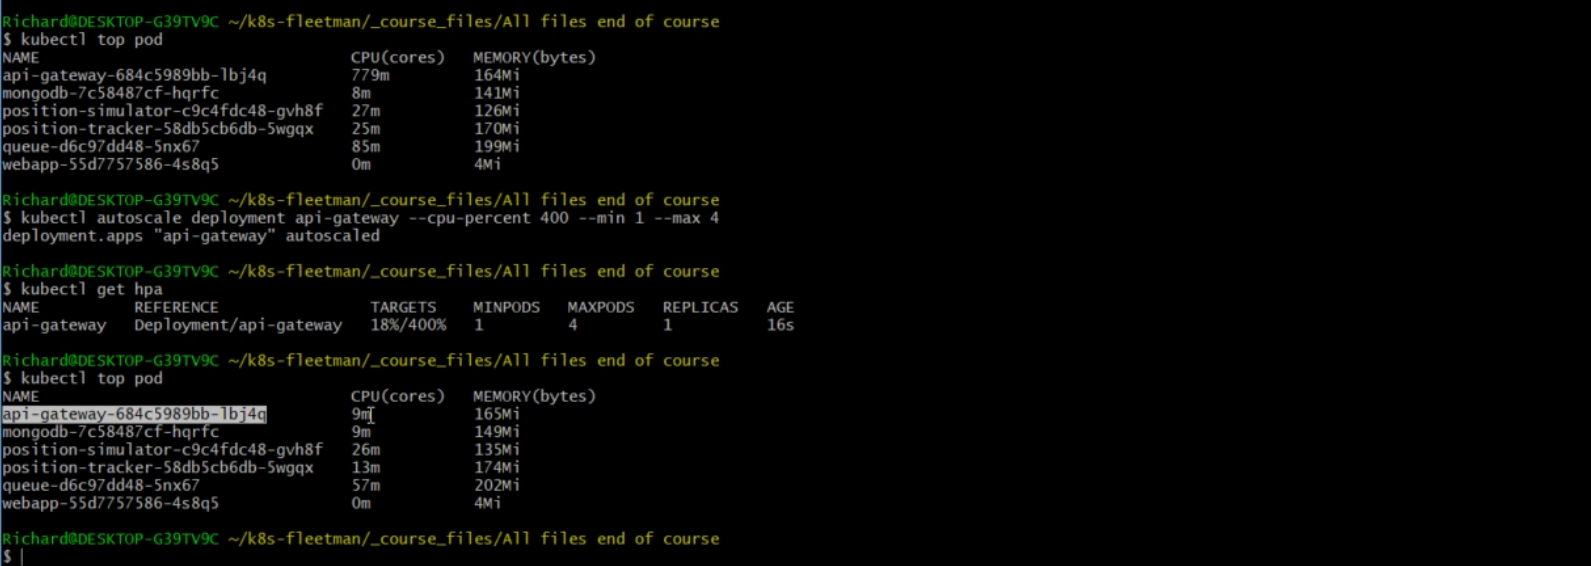 Richard@DESKTOP-G39TV9C ~/k8s-fleetman/_course_files/All files end of course
$ kubectl top pod
NAME CPU(cores) MEMORY(bytes)
api-gateway-684c5989bb-lbj4q 779m 164Mi
mongodb-7c58487cf-hqrfc 8m 141Mi
position-simulator-c9c4fdc48-gvh8f 27m 126Mi
position-tracker-58db5cb6db-5wgqx 25m 170Mi
queue-d6c97dd48-5nx67 85m 199Mi
webapp-55d7757586-4s8q5 0m 4Mi
Richard@DESKTOP-G39TV9C ~/k8s-fleetman/_course_files/All files end of course
$ kubectl autoscale deployment api-gateway --cpu-percent 400 --min 1 --max 4
deployment.apps "api-gateway" autoscaled
Richard@DESKTOP-G39TV9C ~/k8s-fleetman/_course_files/All files end of course
$ kubectl get hpa
NAME REFERENCE TARGETS MINPODS MAXPODS REPLICAS AGE
api-gateway Deployment/api-gateway 18%/400% 1 4 1 16s
Richard@DESKTOP-G39TV9C ~/k8s-fleetman/_course_files/All files end of course
$ kubectl top pod
NAME CPU(cores) MEMORY(bytes)
api-gateway-684c5989bb-lbj4q 9m 165Mi
mongodb-7c58487cf-hqrfc 9m 149Mi
position-simulator-c9c4fdc48-gvh8f 26m 135Mi
position-tracker-58db5cb6db-5wgqx 13m 174Mi
queue-d6c97dd48-5nx67 57m 202Mi
webapp-55d7757586-4s8q5 0m 4Mi
Richard@DESKTOP-G39TV9C ~/k8s-fleetman/_course_files/All files end of course
$